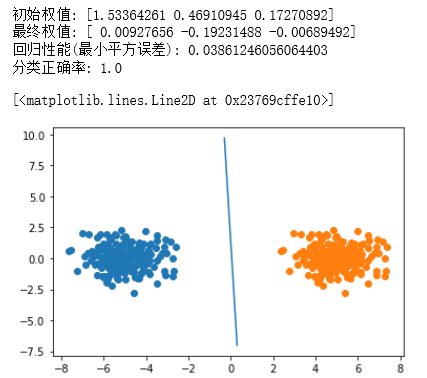 初始权值: [1.53364261 0.46910945 0.17270892]
最终权值: [ 0.00927656 -0.19231488 -0.00689492]
回归性能(最小平方误差): 0.03861246056064403
分类正确率: 1.0
[<matplotlib.lines.Line2D at 0x23769cffe10>]
10.0
7.5
5.0
2.5
0.0
-2.5
-5.0
-7.5
-8 -6 -4 -2 0 2 4 6 8